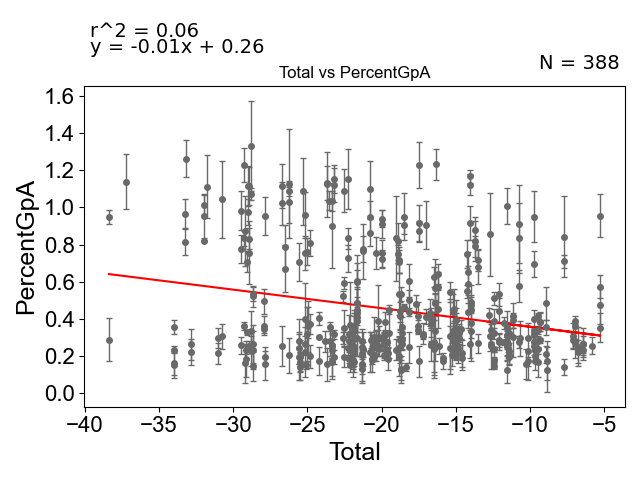 r^2 = 0.06
y = -0.01x + 0.26
N = 388
Total vs PercentGpA
PercentGpA
1.6
1.4
1.2
1.0
0.8
0.6
0.4
0.2
0.0
−40 −35 −30 −25 −20 −15 −10 −5
Total